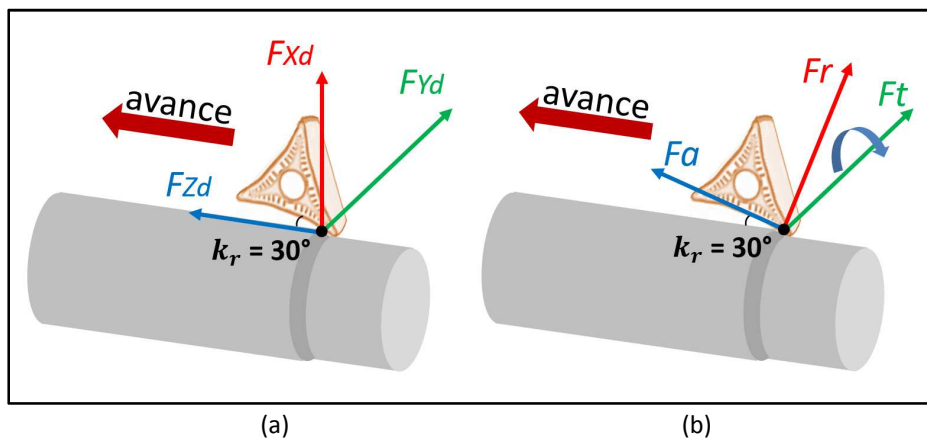 FXd
FYd
avance
FZd
kr = 30°
Fr
Ft
avance
Fa
kr = 30°
(a)
(b)